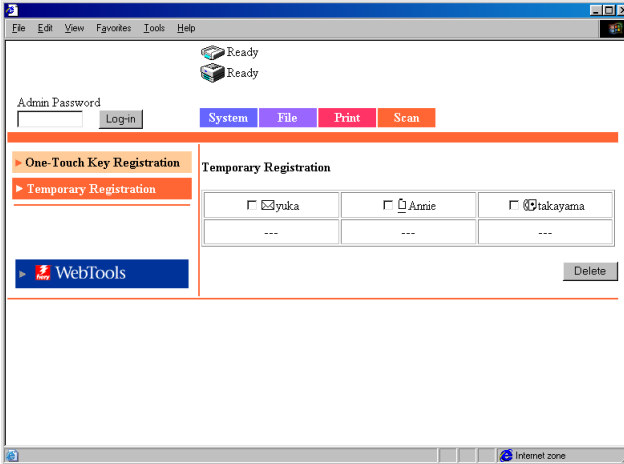 File Edit View Favorites Tools Help
Ready
Ready
Admin Password
Log-in
System File Print Scan
One-Touch Key Registration
Temporary Registration
Temporary Registration
yuka Annie takayama
--- --- ---
WebTools
Delete
Internet zone